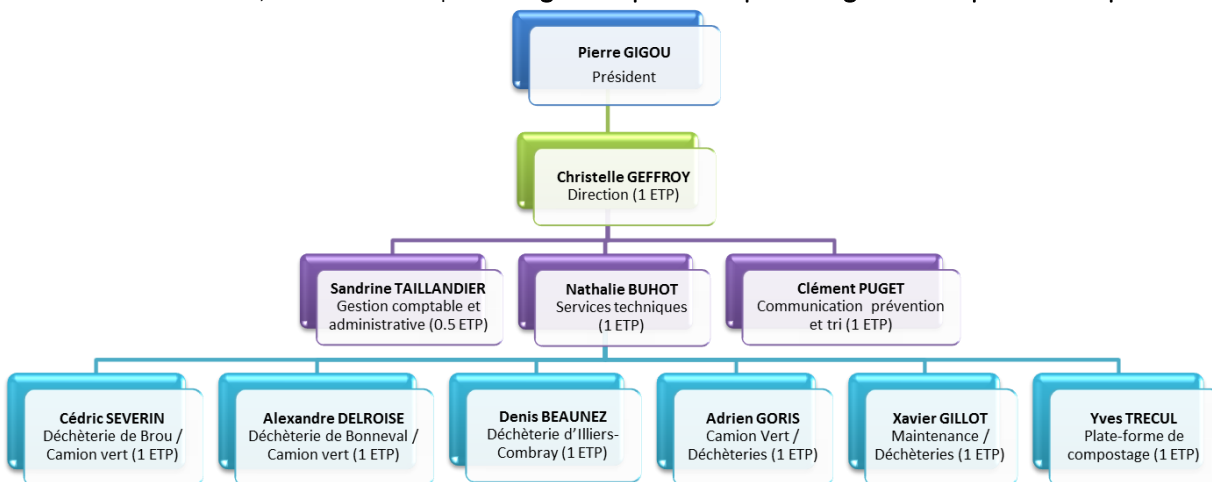 Pierre GIGOU
Président
Christelle GEFFROY
Direction (1 ETP)
Sandrine TAILLANDIER
Gestion comptable et
administrative (0.5 ETP)
Nathalie BUHOT
Services techniques
(1 ETP)
Clément PUGET
Communication prévention
et tri (1 ETP)
Cédric SEVERIN
Déchèterie de Brou /
Camion vert (1 ETP)
Alexandre DELROISE
Déchèterie de Bonneval /
Camion vert (1 ETP)
Denis BEAUNEZ
Déchèterie d’Illiers-
Combray (1 ETP)
Adrien GORIS
Camion Vert /
Déchèteries (1 ETP)
Xavier GILLOT
Maintenance /
Déchèteries (1 ETP)
Yves TRECUL
Plate-forme de
compostage (1 ETP)